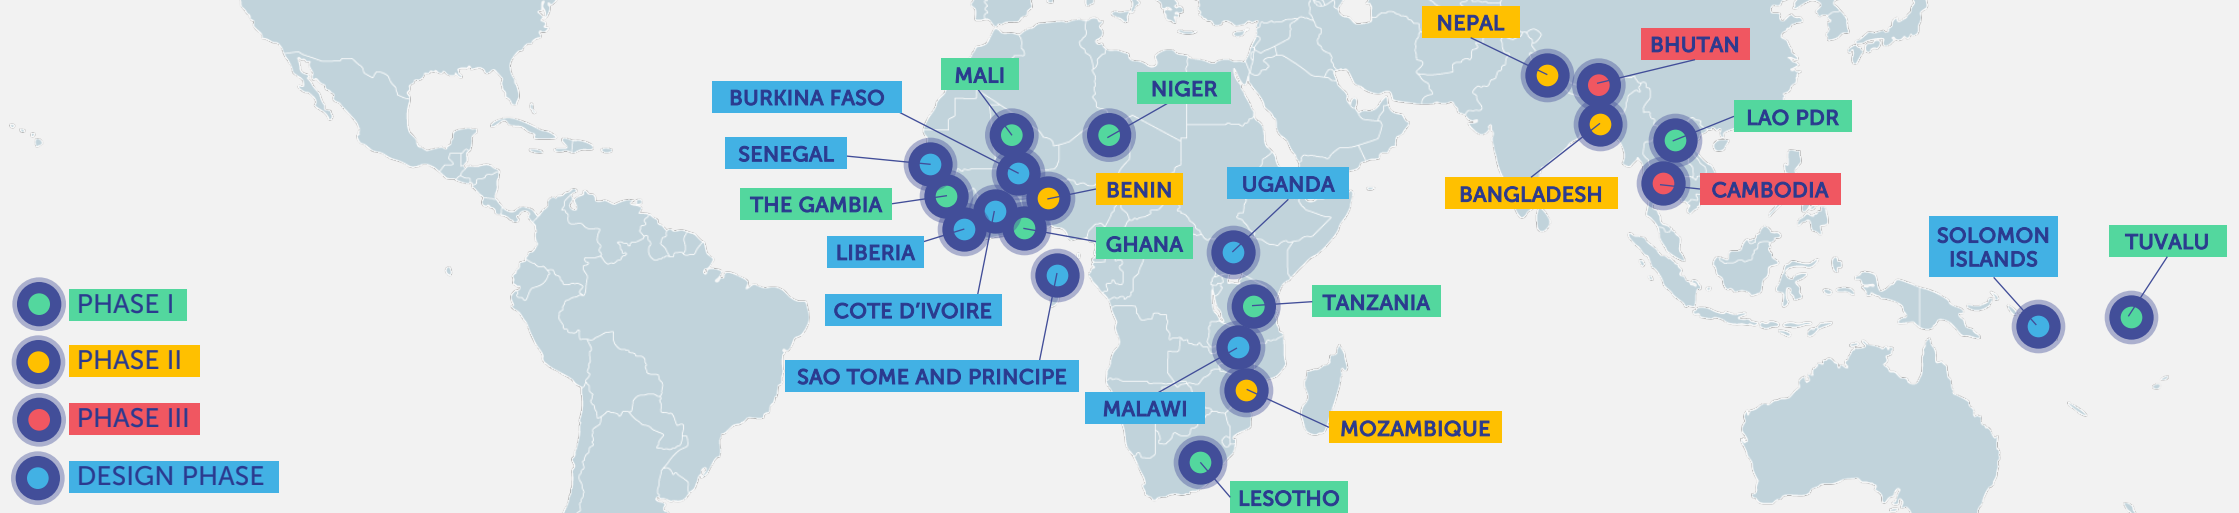 NEPAL
BHUTAN
MALI
NIGER
BURKINA FASO
LAO PDR
SENEGAL
BENIN
UGANDA
BANGLADESH
CAMBODIA
THE GAMBIA
LIBERIA
GHANA
SOLOMON
ISLANDS
TUVALU
COTE D'IVOIRE
TANZANIA
PHASE I
PHASE II
SAO TOME AND PRINCIPE
MALAWI
PHASE III
MOZAMBIQUE
DESIGN PHASE
LESOTHO